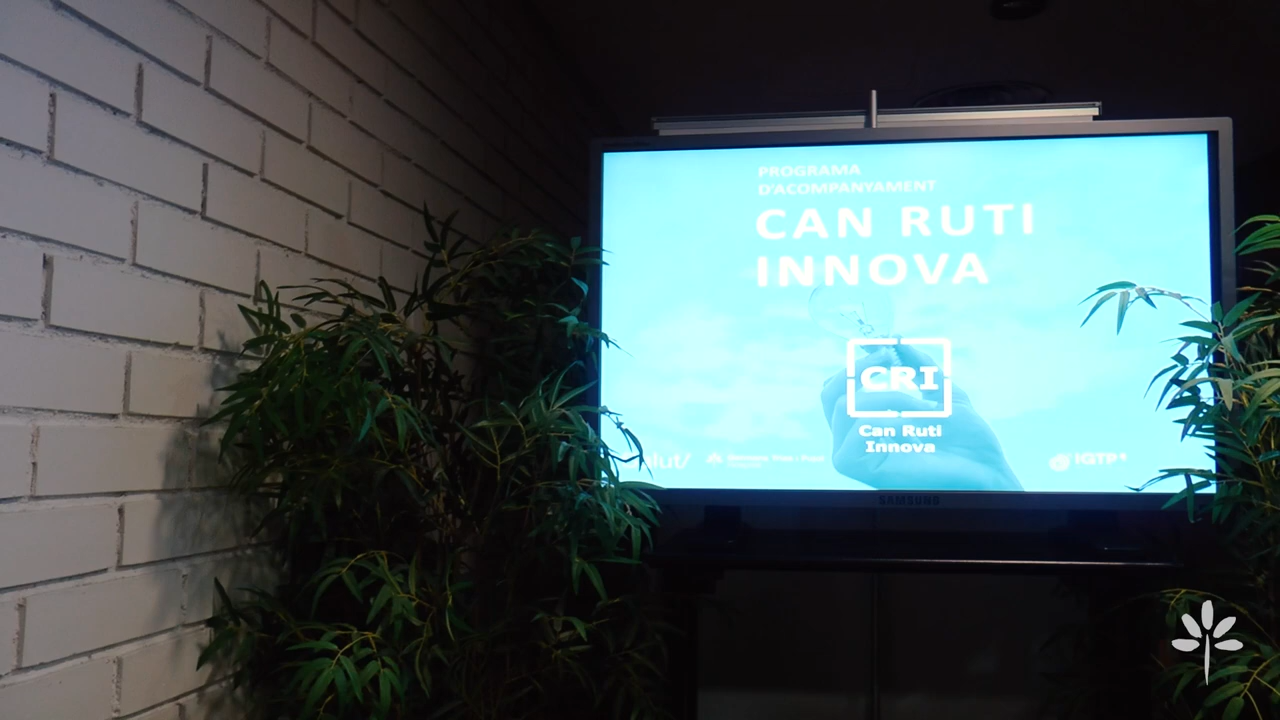 PROGRAMA
D'ACOMPANYAMENT
CAN RUTI
INNOVA
CRI
Can Ruti
Innova
IGTP
SAMSUNG